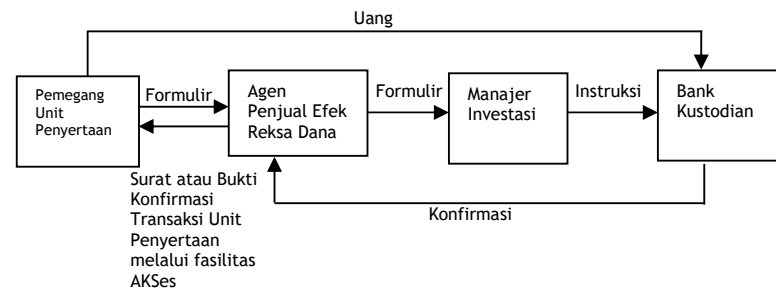 Uang
Pemegang
Unit
Penyertaan
Formulir
Agen
Penjual Efek
Reksa Dana
Formulir
Manajer
Investasi
Instruksi
Bank
Kustodian
Surat atau Bukti
Konfirmasi
Transaksi Unit
Penyertaan
melalui fasilitas
AKSes
Konfirmasi